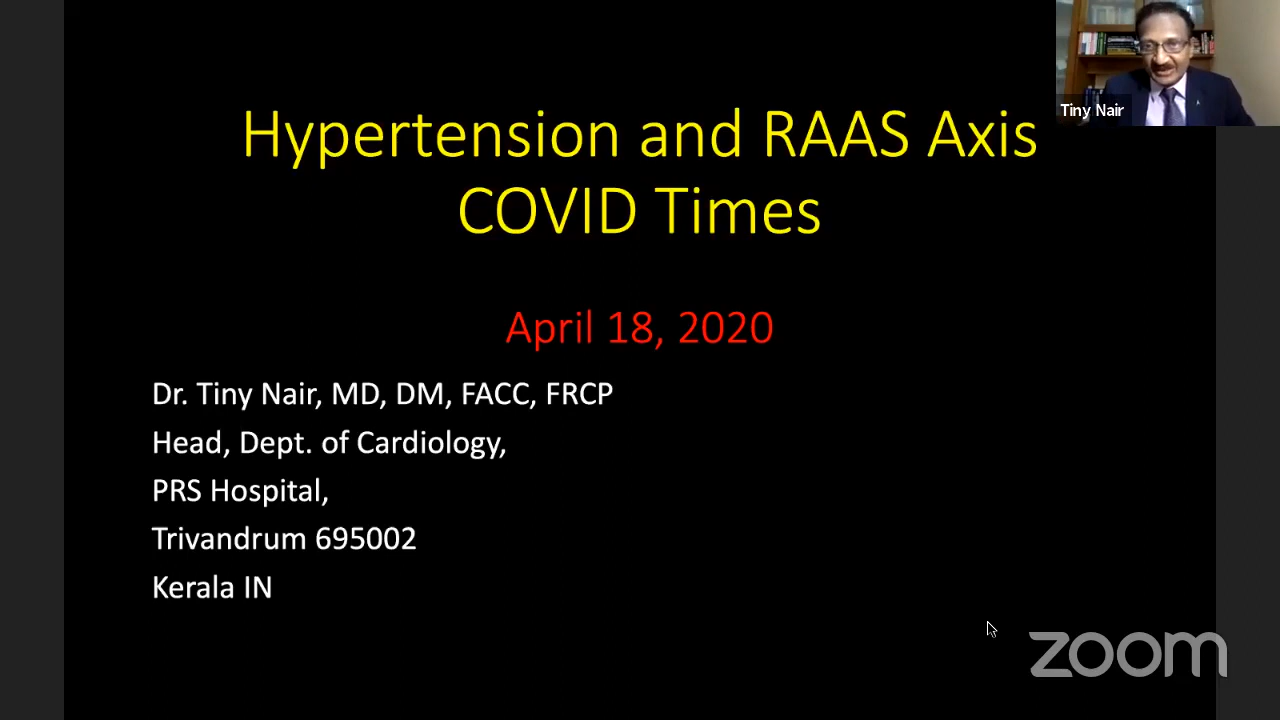 Tiny Nair
Hypertension and RAAS Axis
COVID Times
April 18, 2020
Dr. Tiny Nair, MD, DM, FACC, FRCP
Head, Dept. of Cardiology,
PRS Hospital,
Trivandrum 695002
Kerala IN
zoom